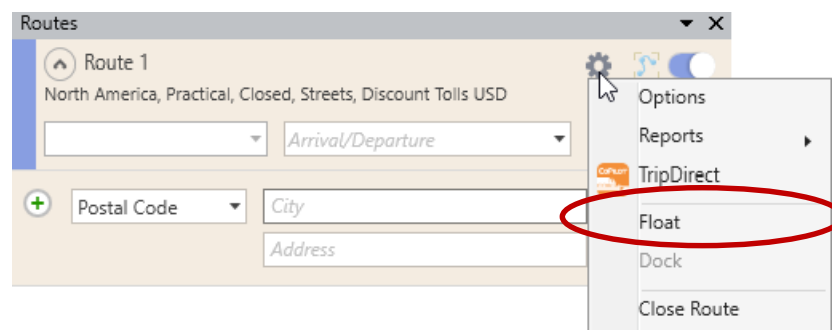 Routes
Route 1
North America, Practical, Closed, Streets, Discount Tolls USD
Arrival/Departure
Postal Code
City
Address
Options
Reports
CoPILOT
TripDirect
Float
Dock
Close Route